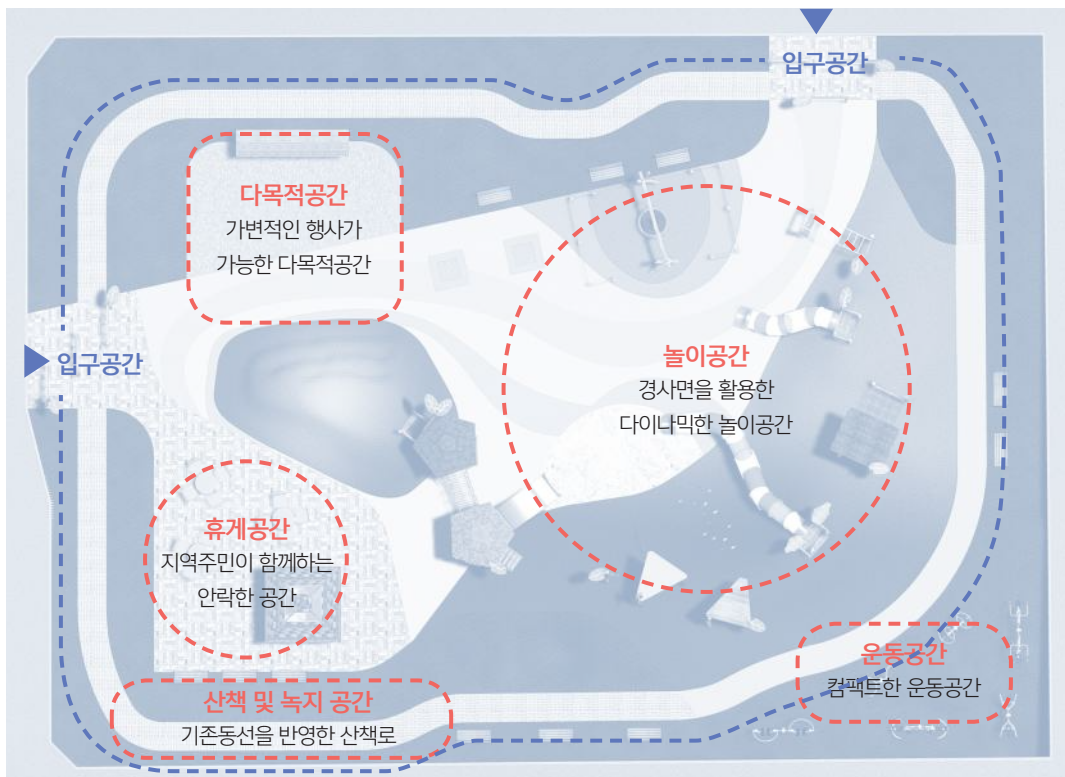 입구공간
다목적공간
가변적인 행사가
가능한 다목적공간
입구공간
놀이공간
경사면을 활용한
다이나믹한 놀이공간
휴게공간
지역주민이 함께하는
안락한 공간
운동공간
컴팩트한 운동공간
산책 및 녹지 공간
기존동선을 반영한 산책로